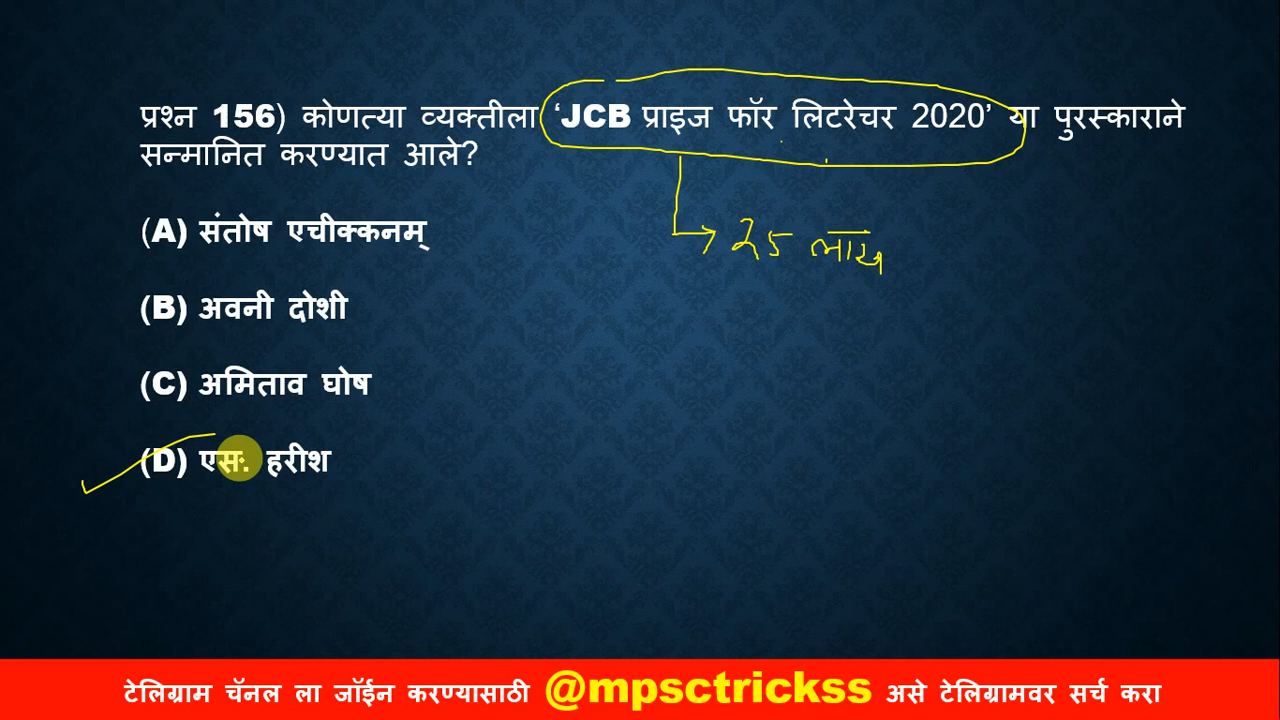 प्रश्न 156) कोणत्या व्यक्तीला ‘JCB प्राइज फॉर लिटरेचर 2020’ या पुरस्काराने
सन्मानित करण्यात आले?
२५ लाख
(A) संतोष एचीक्कनम्
(B) अवनी दोशी
(C) अमिताव घोष
(D) एस. हरीश
टेलिग्राम चॅनल ला जॉईन करण्यासाठी @mpsctrickss असे टेलिग्रामवर सर्च करा